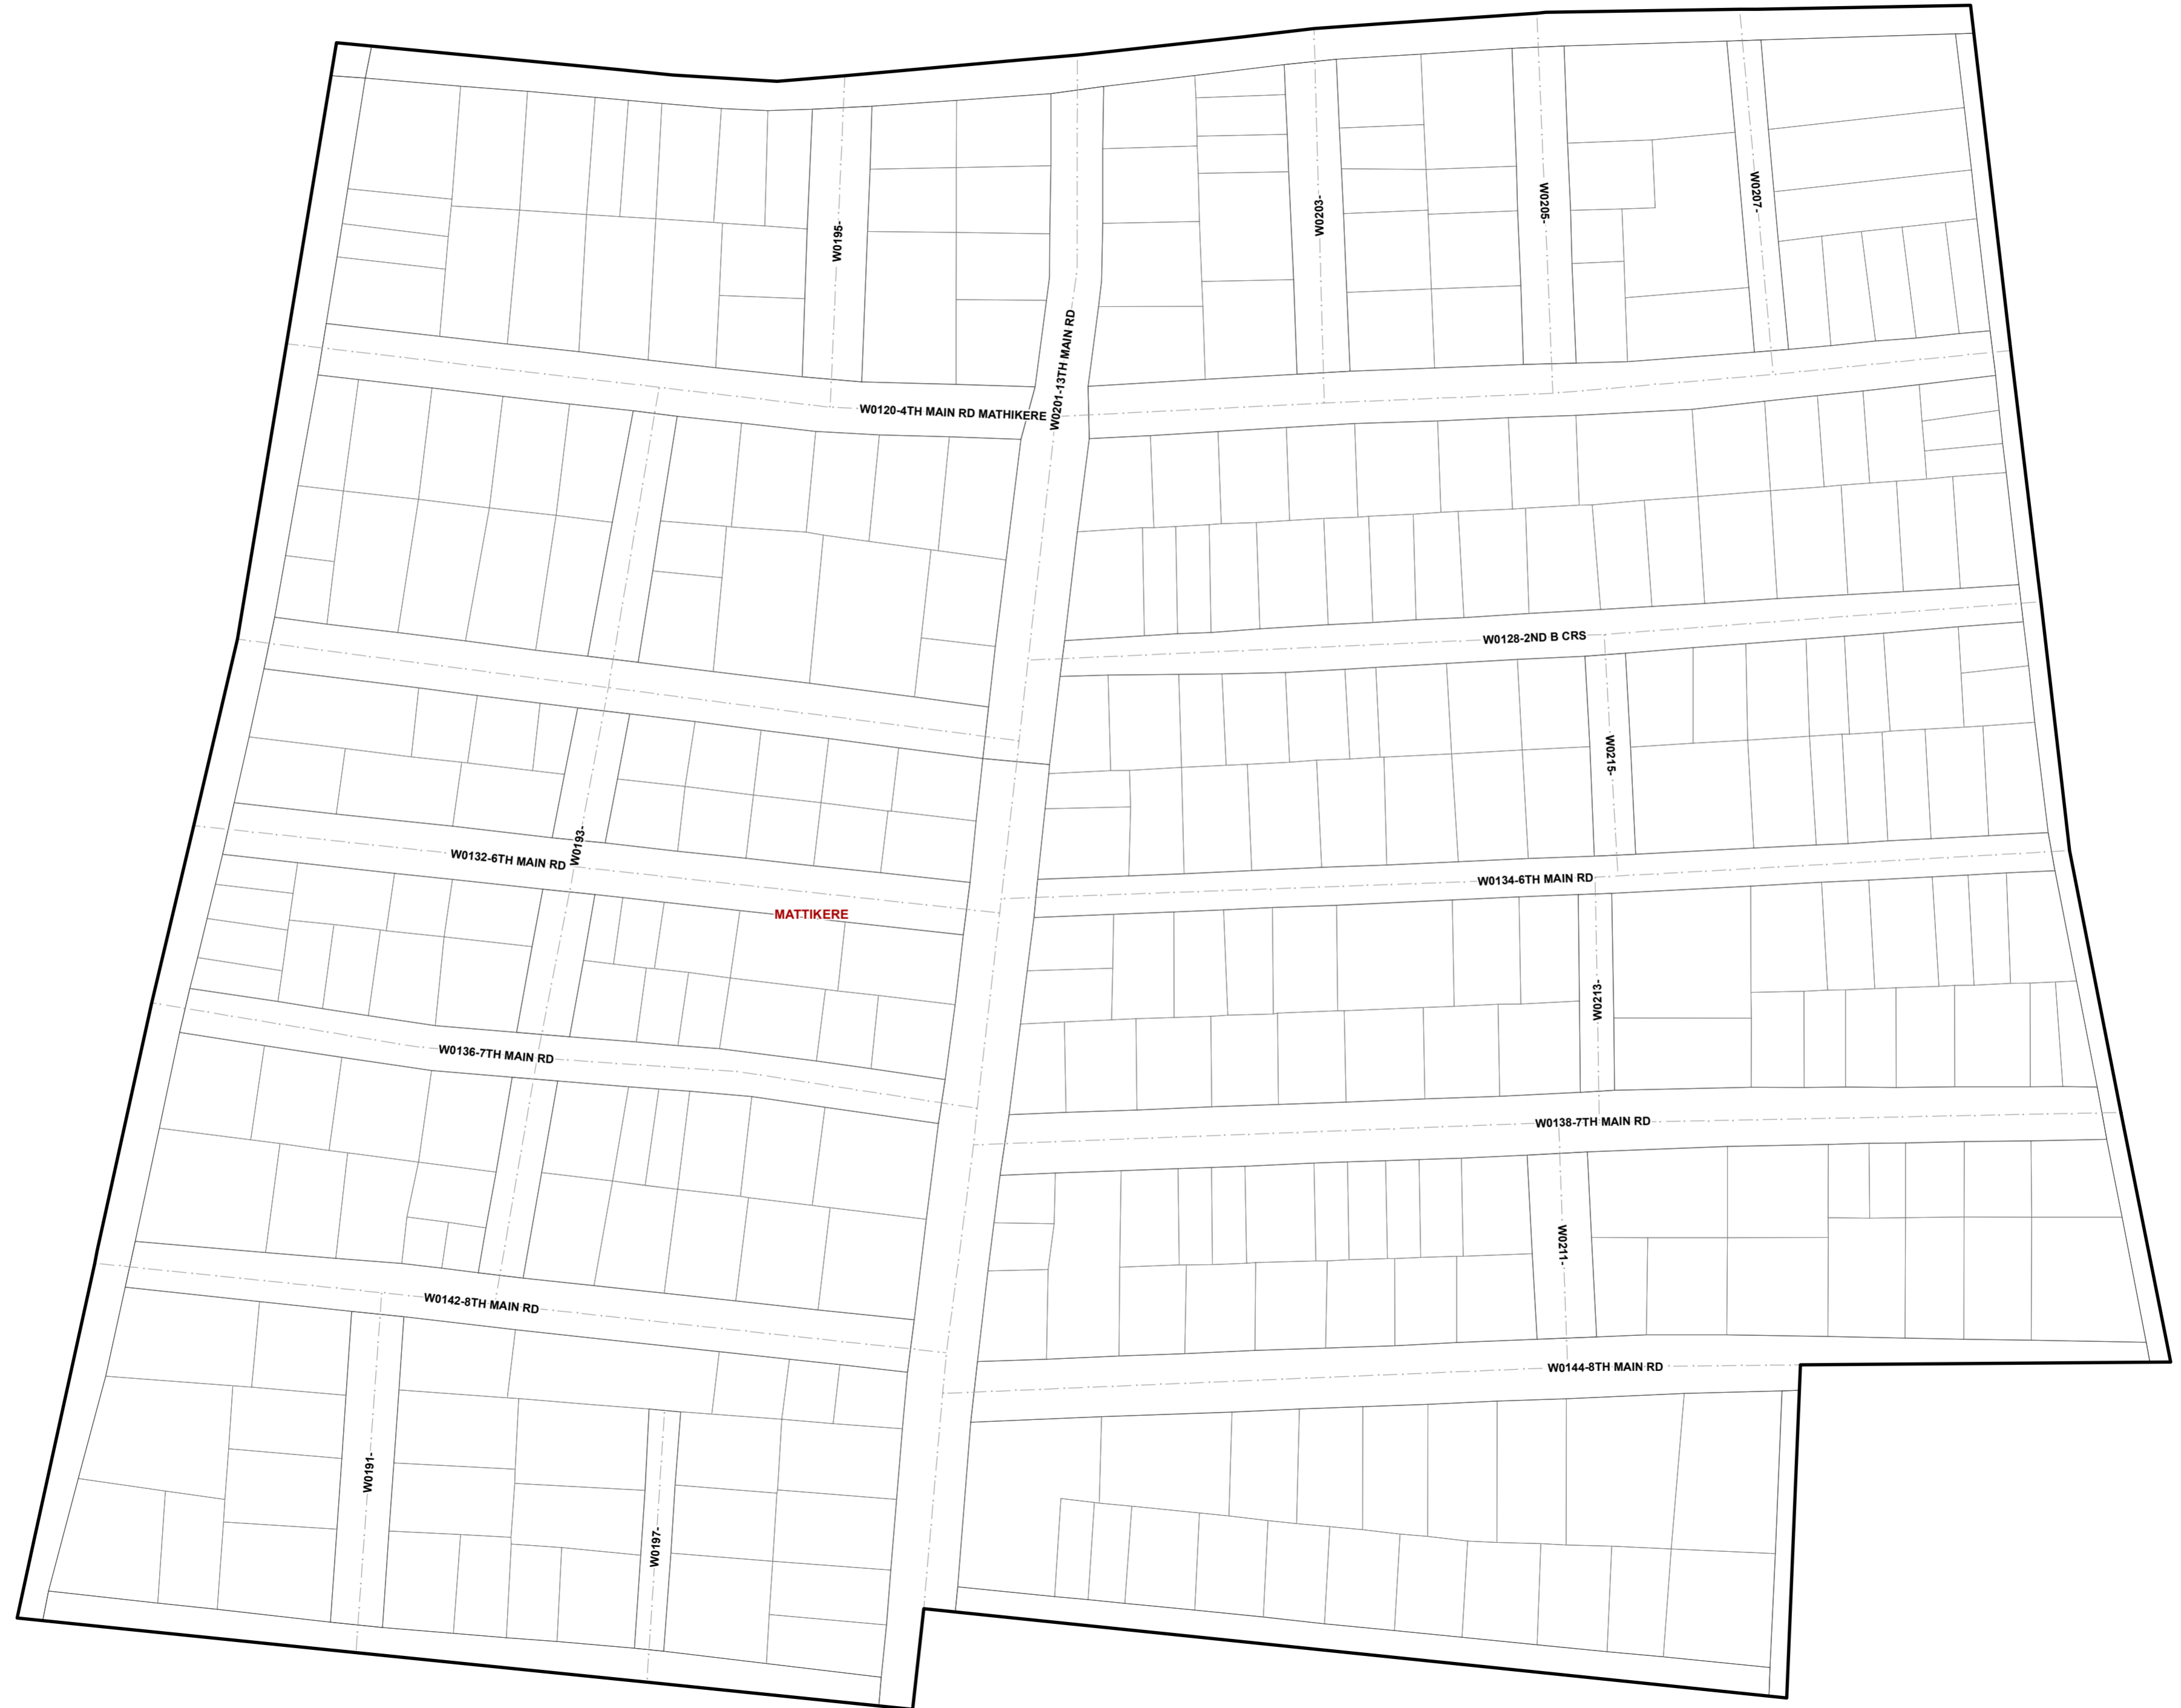 W0207-
W0205-
W0203-
W0195-
W0201-13TH MAIN RD
W0120-4TH MAIN RD MATHIKERE
W0128-2ND B CRS
W0215-
W0193-
W0132-6TH MAIN RD
W0134-6TH MAIN RD
MATTIKERE
W0213-
W0136-7TH MAIN RD
W0138-7TH MAIN RD
W0211-
W0142-8TH MAIN RD
W0144-8TH MAIN RD
W0191-
W0197-